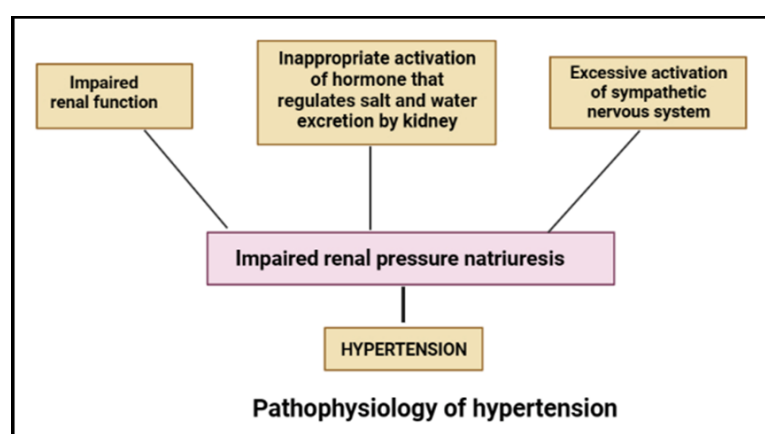 Impaired
renal function
Inappropriate activation
of hormone that
regulates salt and water
excretion by kidney
Excessive activation
of sympathetic
nervous system
Impaired renal pressure natriuresis
HYPERTENSION
Pathophysiology of hypertension